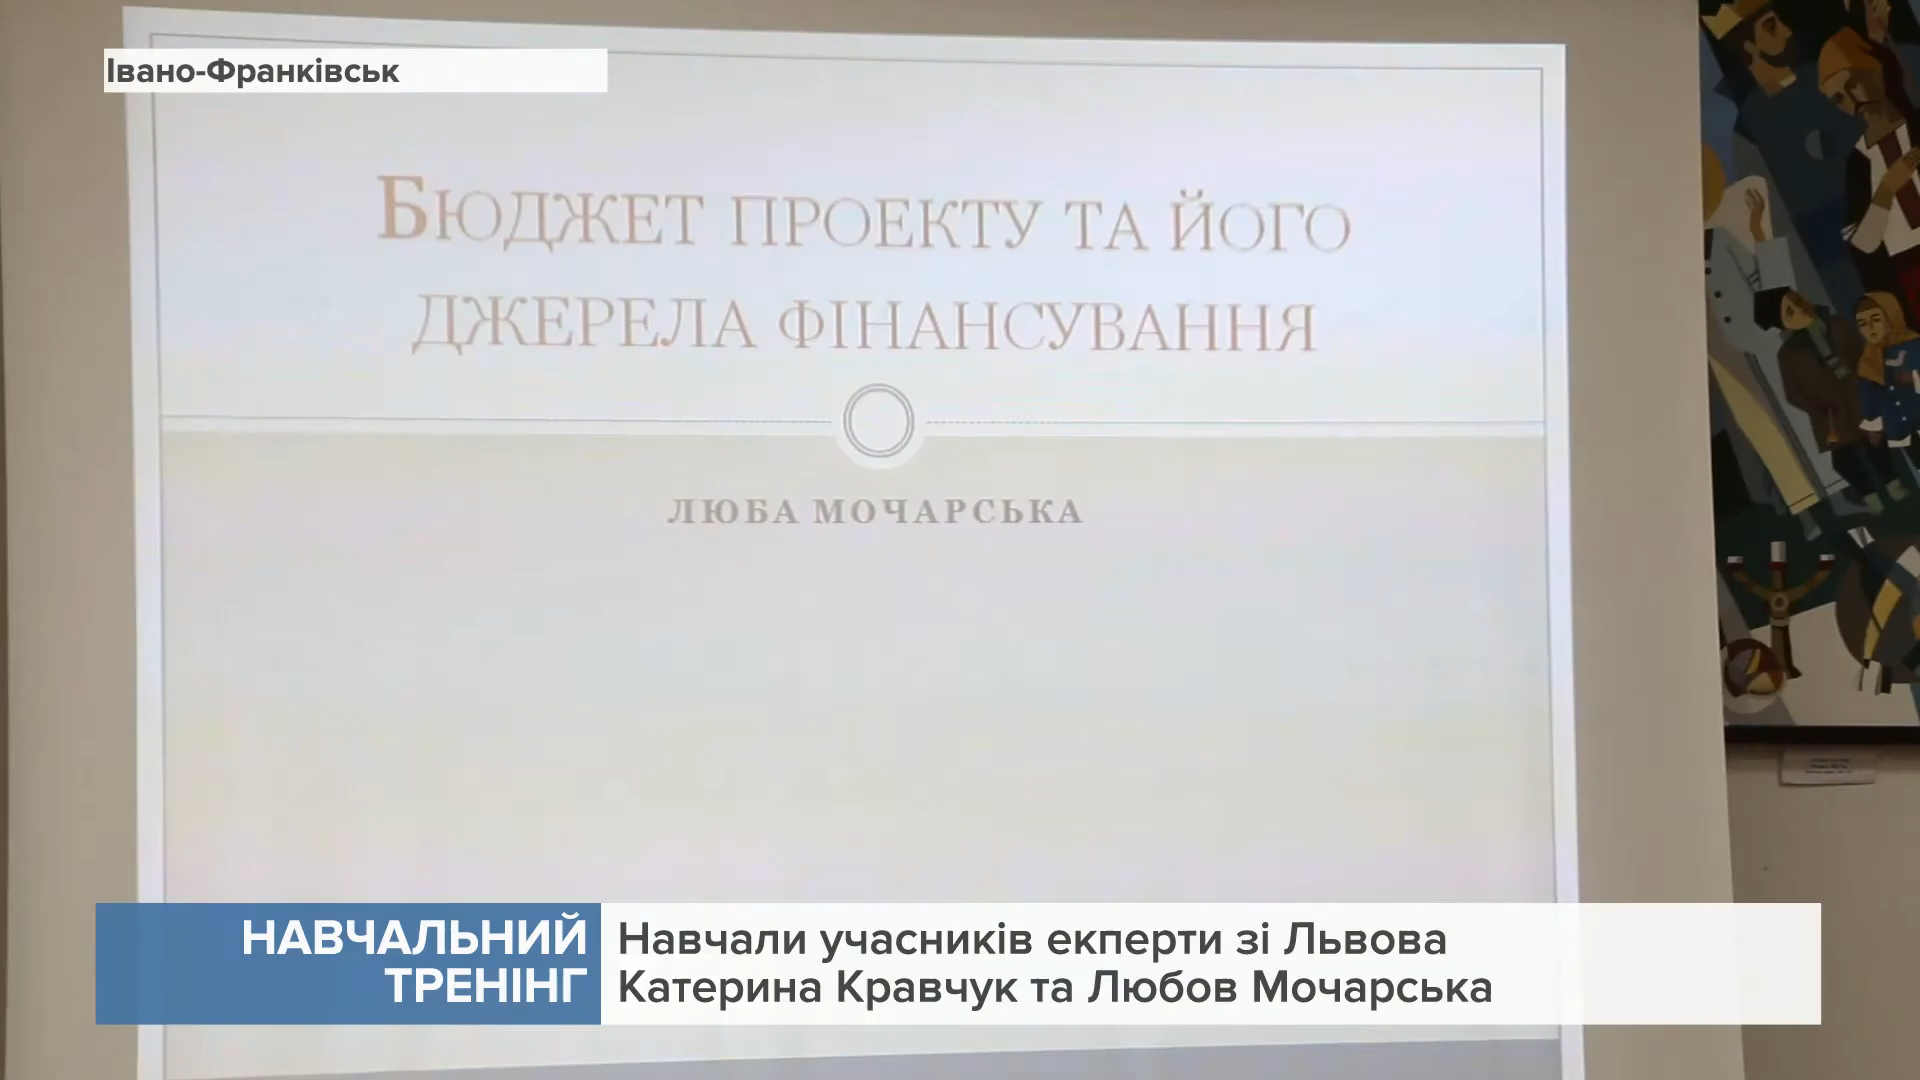 Івано-Франківськ
БЮДЖЕТ ПРОЕКТУ ТА ЙОГО
ДЖЕРЕЛА ФІНАНСУВАННЯ
ЛЮБА МОЧАРСЬКА
НАВЧАЛЬНИЙ
ТРЕНІНГ
Навчали учасників екперти зі Львова
Катерина Кравчук та Любов Мочарська